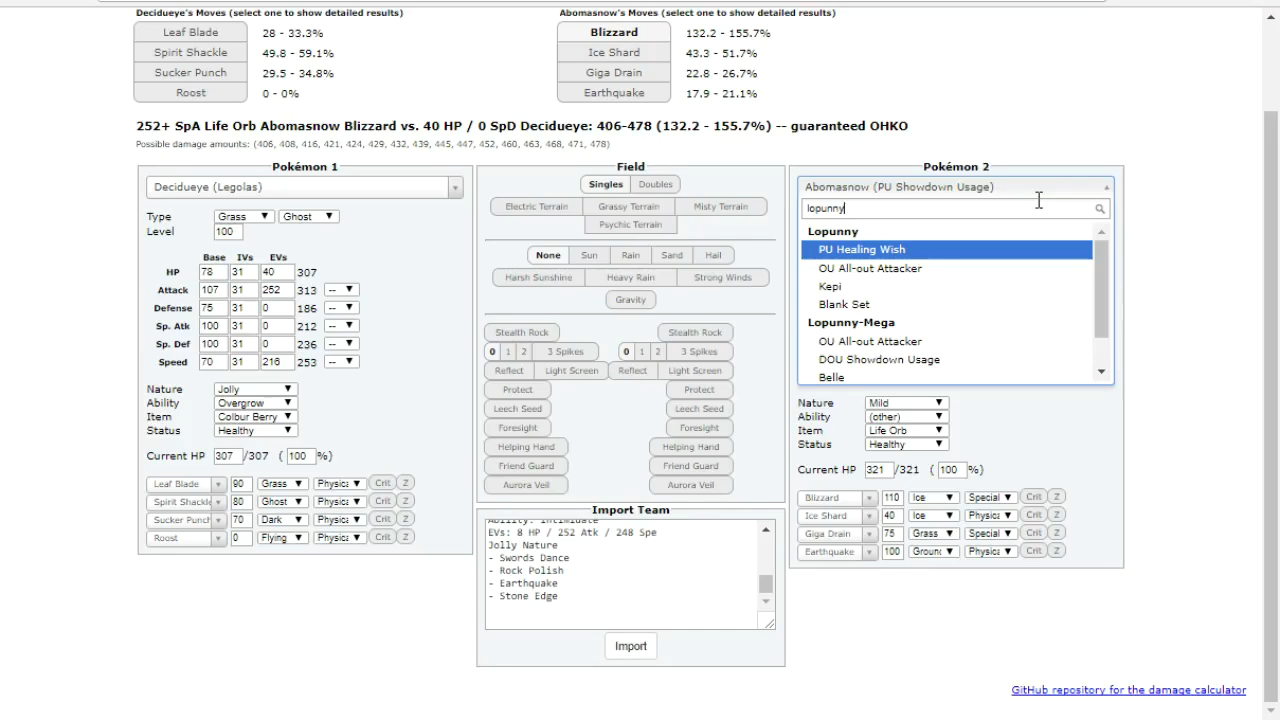 Decidueye's Moves (select one to show detailed results)
Leaf Blade 28 - 33.3%
Spirit Shackle 49.8 - 59.1%
Sucker Punch 29.5 - 34.8%
Roost 0 - 0%
Abomasnow's Moves (select one to show detailed results)
Blizzard 132.2 - 155.7%
Ice Shard 43.3 - 51.7%
Giga Drain 22.8 - 26.7%
Earthquake 17.9 - 21.1%
252+ SpA Life Orb Abomasnow Blizzard vs. 40 HP / 0 SpD Decidueye: 406-478 (132.2 - 155.7%) -- guaranteed OHKO
Possible damage amounts: (406, 408, 416, 421, 424, 429, 432, 439, 445, 447, 452, 460, 463, 468, 471, 478)
Pokémon 1
Decidueye (Legolas)
Type Grass Ghost
Level 100
Base IVs EVs
HP 78 31 40 307
Attack 107 31 252 313 --
Defense 75 31 0 186 --
Sp. Atk 100 31 0 212 --
Sp. Def 100 31 0 236 --
Speed 70 31 216 253 --
Nature Jolly
Ability Overgrow
Item Colbur Berry
Status Healthy
Current HP 307 /307 ( 100 %)
Leaf Blade 90 Grass Physica Crit Z
Spirit Shackle 80 Ghost Physica Crit Z
Sucker Punch 70 Dark Physica Crit Z
Roost 0 Flying Physica Crit Z
Field
Singles Doubles
Electric Terrain Grassy Terrain Misty Terrain
Psychic Terrain
None Sun Rain Sand Hail
Harsh Sunshine Heavy Rain Strong Winds
Gravity
Stealth Rock Stealth Rock
0 1 2 3 Spikes 0 1 2 3 Spikes
Reflect Light Screen Reflect Light Screen
Protect Protect
Leech Seed Leech Seed
Foresight Foresight
Helping Hand Helping Hand
Friend Guard Friend Guard
Aurora Veil Aurora Veil
Import Team
Ability: Intimidate
EVs: 8 HP / 252 Atk / 248 Spe
Jolly Nature
- Swords Dance
- Rock Polish
- Earthquake
- Stone Edge
Import
Pokémon 2
Abomasnow (PU Showdown Usage)
lopunny
Lopunny
PU Healing Wish
OU All-out Attacker
Kepi
Blank Set
Lopunny-Mega
OU All-out Attacker
DOU Showdown Usage
Belle
Nature Mild
Ability (other)
Item Life Orb
Status Healthy
Current HP 321 /321 ( 100 %)
Blizzard 110 Ice Special Crit Z
Ice Shard 40 Ice Physica Crit Z
Giga Drain 75 Grass Special Crit Z
Earthquake 100 Groun Physica Crit Z
GitHub repository for the damage calculator